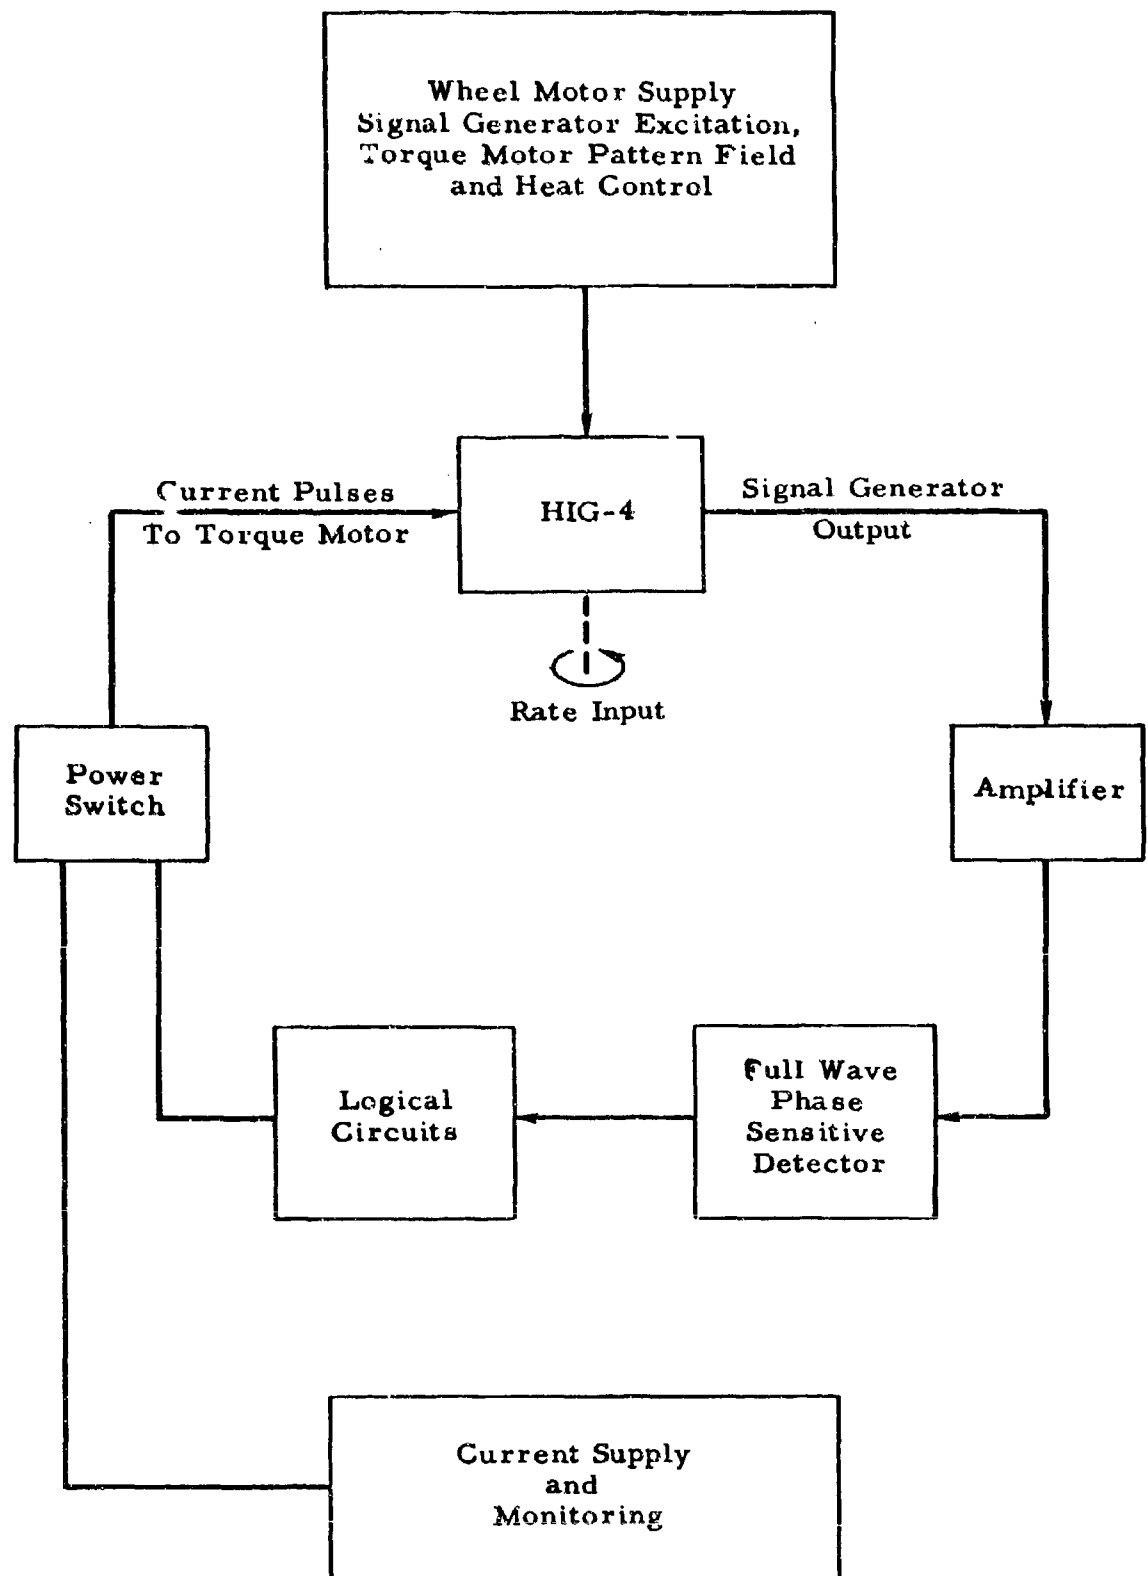 Wheel Motor Supply
Signal Generator Excitation,
Torque Motor Pattern Field
and Heat Control
Current Pulses
To Torque Motor
HIG-4
Signal Generator
Output
Rate Input
Power
Switch
Amplifier
Logical
Circuits
Full Wave
Phase
Sensitive
Detector
Current Supply
and
Monitoring